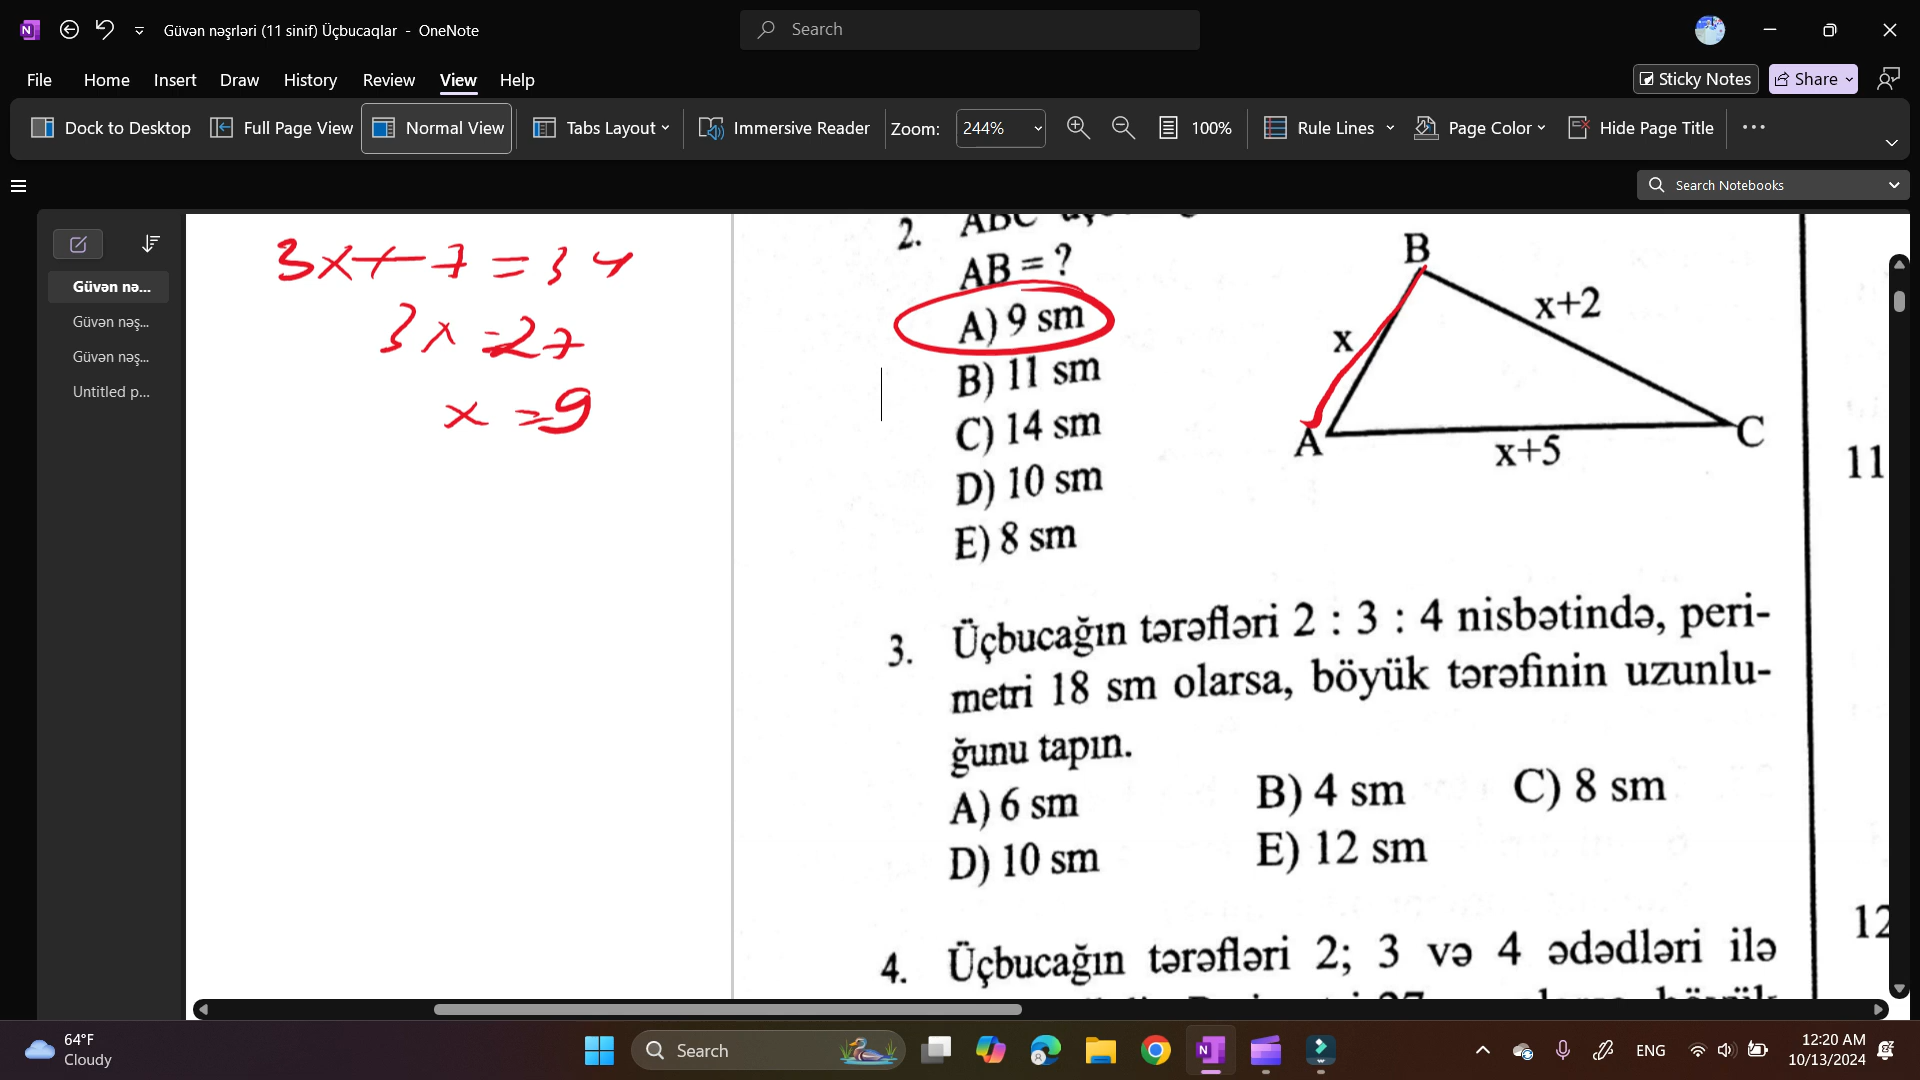 Güvən nəşrləri (11 sinif) Üçbucaqlar - OneNote
Search
File Home Insert Draw History Review View Help
Sticky Notes Share
Dock to Desktop Full Page View Normal View Tabs Layout Immersive Reader Zoom: 244% 100% Rule Lines Page Color Hide Page Title
Search Notebooks
Güvən nə...
Güvən nəş...
Güvən nəş...
Untitled p...
3x+7=34
3x=27
x=9
2. ABC
AB = ?
A) 9 sm
B) 11 sm
C) 14 sm
D) 10 sm
E) 8 sm
B
x+2
x
A
C
x+5
11
3. Üçbucağın tərəfləri 2 : 3 : 4 nisbətində, peri-
metri 18 sm olarsa, böyük tərəfinin uzunlu-
ğunu tapın.
A) 6 sm B) 4 sm C) 8 sm
D) 10 sm E) 12 sm
12
4. Üçbucağın tərəfləri 2; 3 və 4 ədədləri ilə
64°F
Cloudy
Search
ENG
12:20 AM
10/13/2024